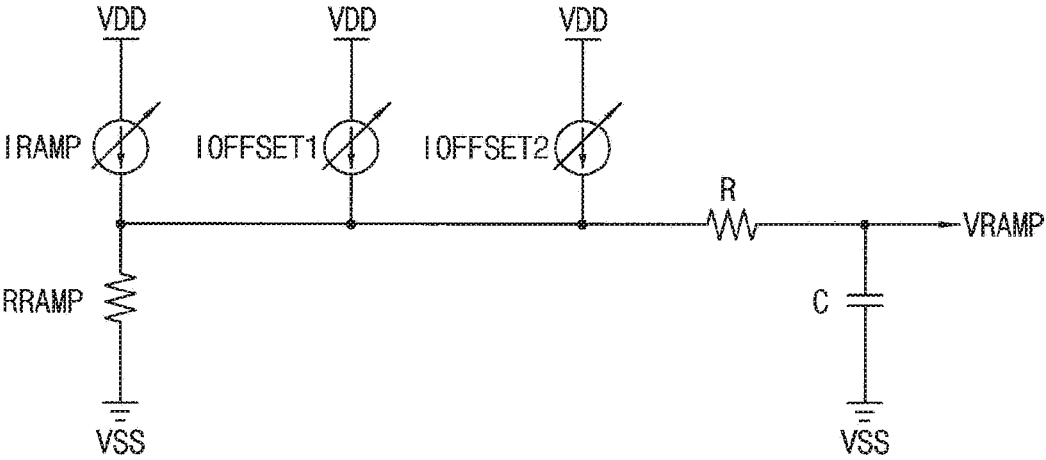 VDD VDD VDD
IRAMP IOFFSET1 IOFFSET2
R
VRAMP
RRAMP
C
VSS VSS